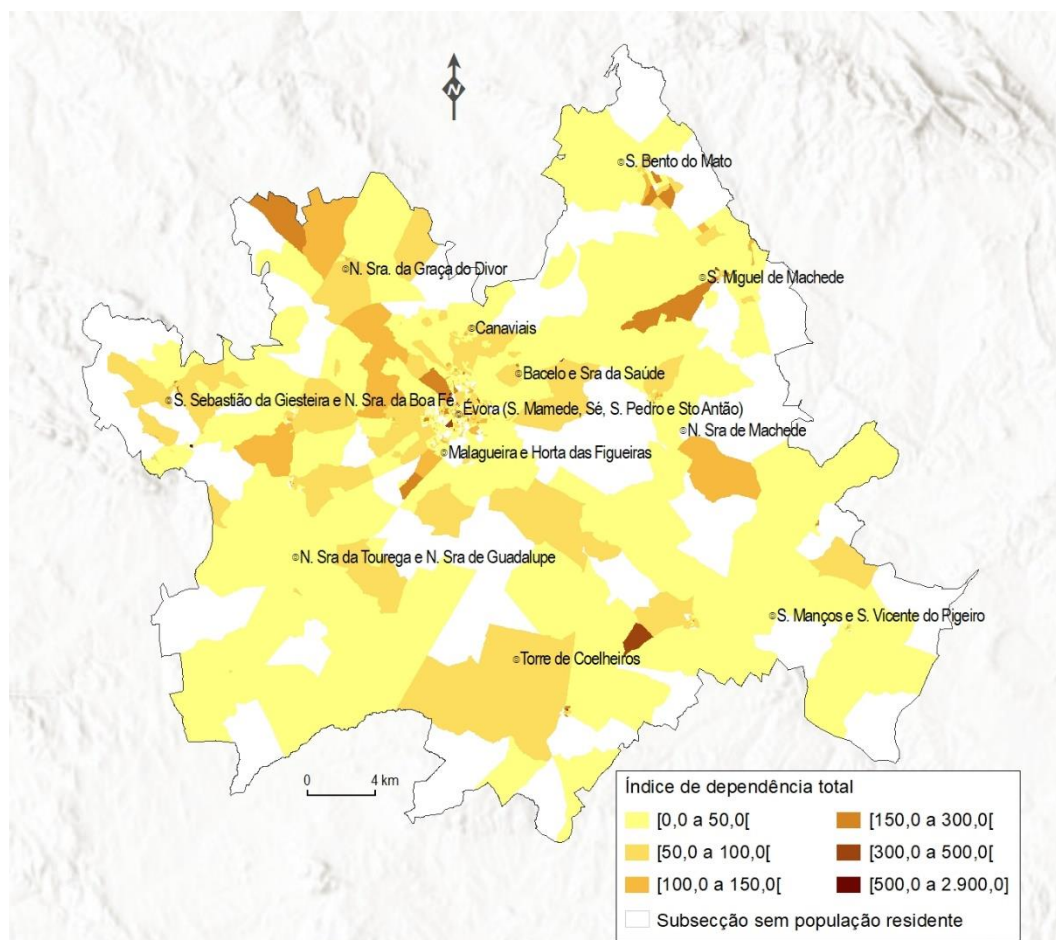 N
S. Bento do Mato
N. Sra. da Graça do Divor
S. Miguel de Machede
Canaviais
Bacelo e Sra da Saúde
S. Sebastião da Giesteira e N. Sra. da Boa Fé
Évora (S. Mamede, Sé, S. Pedro e Sto Antão)
N. Sra de Machede
Malagueira e Horta das Figueiras
N. Sra da Tourega e N. Sra de Guadalupe
S. Manços e S. Vicente do Pigeiro
Torre de Coelheiros
0 4 km
Índice de dependência total
[0,0 a 50,0[
[50,0 a 100,0[
[100,0 a 150,0[
[150,0 a 300,0[
[300,0 a 500,0[
[500,0 a 2.900,0]
Subsecção sem população residente